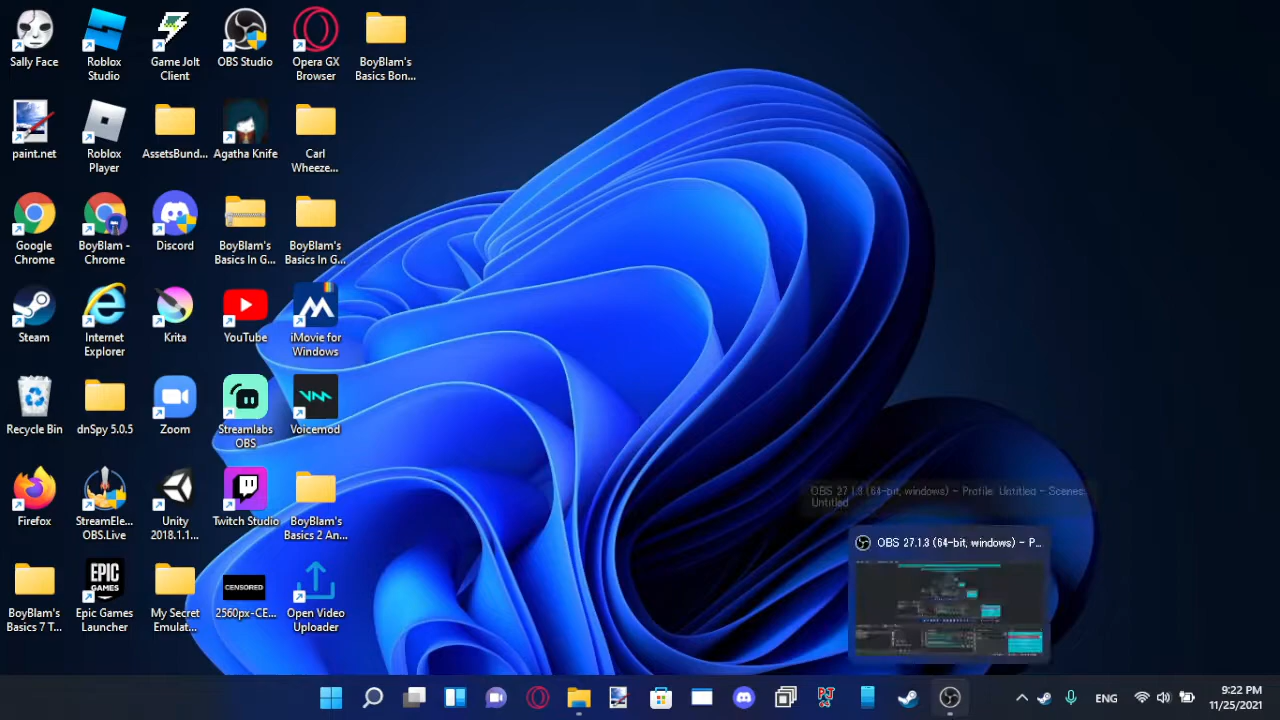 Sally Face
Roblox
Studio
Game Jolt
Client
OBS Studio
Opera GX
Browser
BoyBlam's
Basics Bon...
paint.net
Roblox
Player
AssetsBund...
Agatha Knife
Carl
Wheeze...
Google
Chrome
BoyBlam -
Chrome
Discord
BoyBlam's
Basics In G...
BoyBlam's
Basics In G...
Steam
Internet
Explorer
Krita
YouTube
iMovie for
Windows
Recycle Bin
dnSpy 5.0.5
Zoom
Streamlabs
OBS
Voicemod
Firefox
StreamEle...
OBS.Live
Unity
2018.1.1...
Twitch Studio
BoyBlam's
Basics 2 An...
BoyBlam's
Basics 7 T...
EPIC
GAMES
Epic Games
Launcher
My Secret
Emulat...
CENSORED
2560px-CE...
Open Video
Uploader
OBS 27.1.3 (64-bit, windows) - Profile: Untitled - Scenes:
Untitled
OBS 27.1.3 (64-bit, windows) - P...
ENG
9:22 PM
11/25/2021